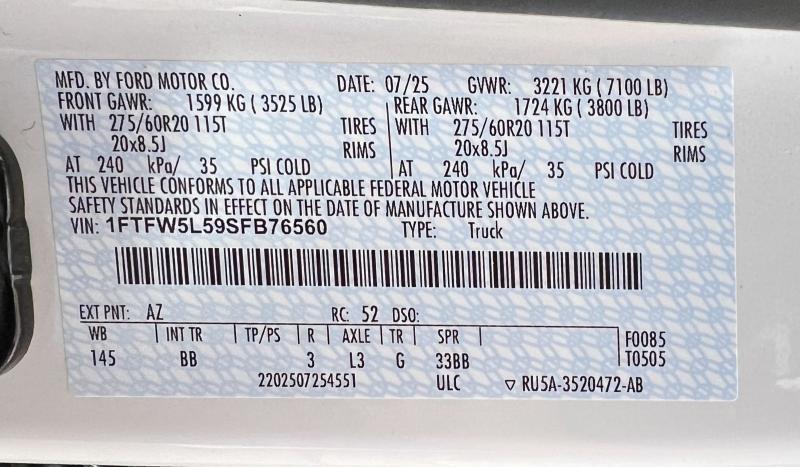 MFD. BY FORD MOTOR CO. DATE: 07/25 GVWR: 3221 KG ( 7100 LB)
FRONT GAWR: 1599 KG ( 3525 LB) REAR GAWR: 1724 KG ( 3800 LB)
WITH 275/60R20 115T TIRES WITH 275/60R20 115T TIRES
20x8.5J RIMS 20x8.5J RIMS
AT 240 kPa/ 35 PSI COLD AT 240 kPa/ 35 PSI COLD
THIS VEHICLE CONFORMS TO ALL APPLICABLE FEDERAL MOTOR VEHICLE
SAFETY STANDARDS IN EFFECT ON THE DATE OF MANUFACTURE SHOWN ABOVE.
VIN: 1FTFW5L59SFB76560 TYPE: Truck
EXT PNT: AZ RC: 52 DSO:
WB INT TR TP/PS R AXLE TR SPR F0085
145 BB 3 L3 G 33BB T0505
2202507254551 ULC ▽ RU5A-3520472-AB